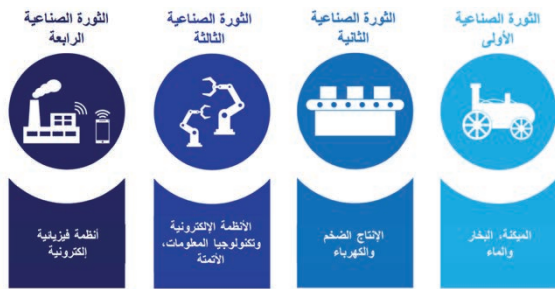 الثورة الصناعية
الأولى
الميكنة، البخار
والماء
الثورة الصناعية
الثانية
الإنتاج الضخم
والكهرباء
الثورة الصناعية
الثالثة
الأنظمة الإلكترونية
وتكنولوجيا المعلومات،
الأتمتة
الثورة الصناعية
الرابعة
أنظمة فيزيائية
إلكترونية